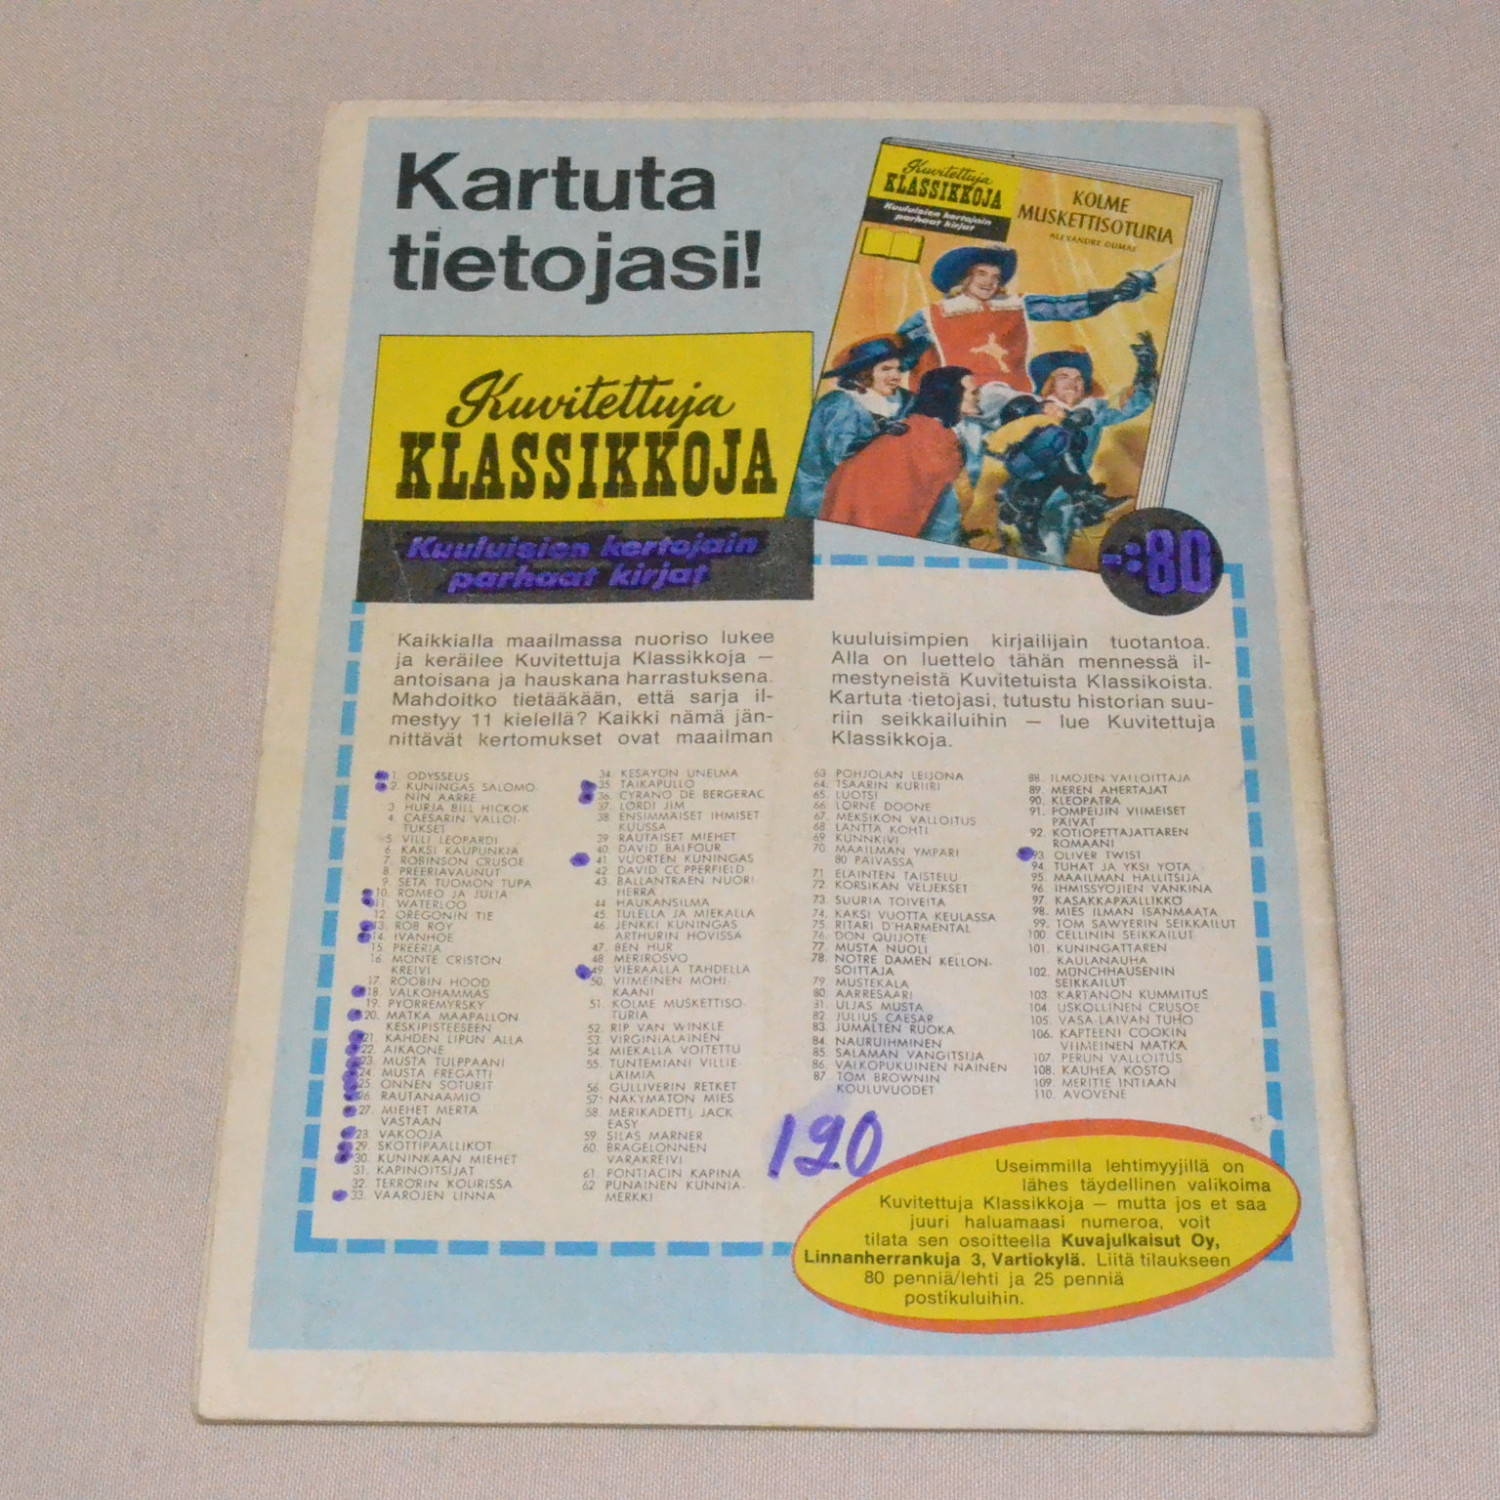 Kartuta
tietojasi!
Kuvitettuja
KLASSIKKOJA
Kuuluisien kertojain
parhaat kirjat
KOLME
MUSKETTISOTURIA
ALEXANDRE DUMAS
Kuvitettuja
KLASSIKKOJA
Kuuluisien kertojain
parhaat kirjat
-:80
Kaikkialla maailmassa nuoriso lukee
ja keräilee Kuvitettuja Klassikkoja —
antoisana ja hauskana harrastuksena.
Mahdoitko tietääkään, että sarja il-
mestyy 11 kielellä? Kaikki nämä jän-
nittävät kertomukset ovat maailman
kuuluisimpien kirjailijain tuotantoa.
Alla on luettelo tähän mennessä il-
mestyneistä Kuvitetuista Klassikoista.
Kartuta tietojasi, tutustu historian suu-
riin seikkailuihin — lue Kuvitettuja
Klassikkoja.
1. ODYSSEUS
2. KUNINGAS SALOMO-
NIN AARRE
3. HURJA BILL HICKOK
4. CAESARIN VALLOI-
TUKSET
5. VILLI LEOPARDI
6. KAKSI KAUPUNKIA
7. ROBINSON CRUSOE
8. PREERIAVAUNUT
9. SETÄ TUOMON TUPA
10. ROMEO JA JULIA
11. WATERLOO
12. OREGONIN TIE
13. ROB ROY
14. IVANHOE
15. PREERIA
16. MONTE CRISTON
KREIVI
17. ROOBIN HOOD
18. VALKOHAMMAS
19. PYÖRREMYRSKY
20. MATKA MAAPALLON
KESKIPISTEESEEN
21. KAHDEN LIPUN ALLA
22. AIKAONE
23. MUSTA TULPPAANI
24. MUSTA FREGATTI
25. ONNEN SOTURIT
26. RAUTANAAMIO
27. MIEHET MERTA
VASTAAN
28. VAKOOJA
29. SKOTTIPÄÄLLIKÖT
30. KUNINKAAN MIEHET
31. KAPINOITSIJAT
32. TERRORIN KOURISSA
33. VAAROJEN LINNA
34. KESÄYÖN UNELMA
35. TAIKAPULLO
36. CYRANO DE BERGERAC
37. LORDI JIM
38. ENSIMMÄISET IHMISET
KUUSSA
39. RAUTAISET MIEHET
40. DAVID BALFOUR
41. VUORTEN KUNINGAS
42. DAVID COPPERFIELD
43. BALLANTRAEN NUORI
HERRA
44. HAUKANSILMÄ
45. TULELLA JA MIEKALLA
46. JENKKI KUNINGAS
ARTHURIN HOVISSA
47. BEN HUR
48. MERIROSVO
49. VIERAALLA TÄHDELLÄ
50. VIIMEINEN MOHI-
KAANI
51. KOLME MUSKETTISO-
TURIA
52. RIP VAN WINKLE
53. VIRGINIALAINEN
54. MIEKALLA VOITETTU
55. TUNTEMANI VILLIE-
LÄIMIÄ
56. GULLIVERIN RETKET
57. NÄKYMÄTÖN MIES
58. MERIKADETTI JACK
EASY
59. SILAS MARNER
60. BRAGELONNEN
VARAKREIVI
61. PONTIACIN KAPINA
62. PUNAINEN KUNNIA-
MERKKI
63. POHJOLAN LEIJONA
64. TSAARIN KURIIRI
65. LUOTSI
66. LORNE DOONE
67. MEKSIKON VALLOITUS
68. LANTTA KOHTI
69. KUNNKIVI
70. MAAILMAN YMPÄRI
80 PÄIVÄSSÄ
71. ELÄINTEN TAISTELU
72. KORSIKAN VELJEKSET
73. SUURIA TOIVEITA
74. KAKSI VUOTTA KEULASSA
75. RITARI D'HARMENTAL
76. DON QUIJOTE
77. MUSTA NUOLI
78. NOTRE DAMEN KELLON-
SOITTAJA
79. MUSTEKALA
80. AARRESAARI
81. ULJAS MUSTA
82. JULIUS CAESAR
83. JUMALTEN RUOKA
84. NAURUIHMINEN
85. SALAMAN VANGITSIJA
86. VALKOPUKUINEN NAINEN
87. TOM BROWNIN
KOULUVUODET
88. ILMOJEN VALLOITTAJA
89. MEREN AHERTAJAT
90. KLEOPATRA
91. POMPEIJIN VIIMEISET
PÄIVÄT
92. KOTIOPETTAJATTAREN
ROMAANI
93. OLIVER TWIST
94. TUHAT JA YKSI YÖTÄ
95. MAAILMAN HALLITSIJA
96. IHMISSYÖJIEN VANKINA
97. KASAKKAPÄÄLLIKKÖ
98. MIES ILMAN ISÄNMAATA
99. TOM SAWYERIN SEIKKAILUT
100. CELLININ SEIKKAILUT
101. KUNINGATTAREN
KAULANAUHA
102. MÜNCHHAUSENIN
SEIKKAILUT
103. KARTANON KUMMITUS
104. USKOLLINEN CRUSOE
105. VASA-LAIVAN TUHO
106. KAPTEENI COOKIN
VIIMEINEN MATKA
107. PERUN VALLOITUS
108. KAUHEA KOSTO
109. MERITIE INTIAAN
110. AVOVENE
120
Useimmilla lehtimyyjillä on
lähes täydellinen valikoima
Kuvitettuja Klassikkoja — mutta jos et saa
juuri haluamaasi numeroa, voit
tilata sen osoitteella Kuvajulkaisut Oy,
Linnanherrankuja 3, Vartiokylä. Liitä tilaukseen
80 penniä/lehti ja 25 penniä
postikuluihin.